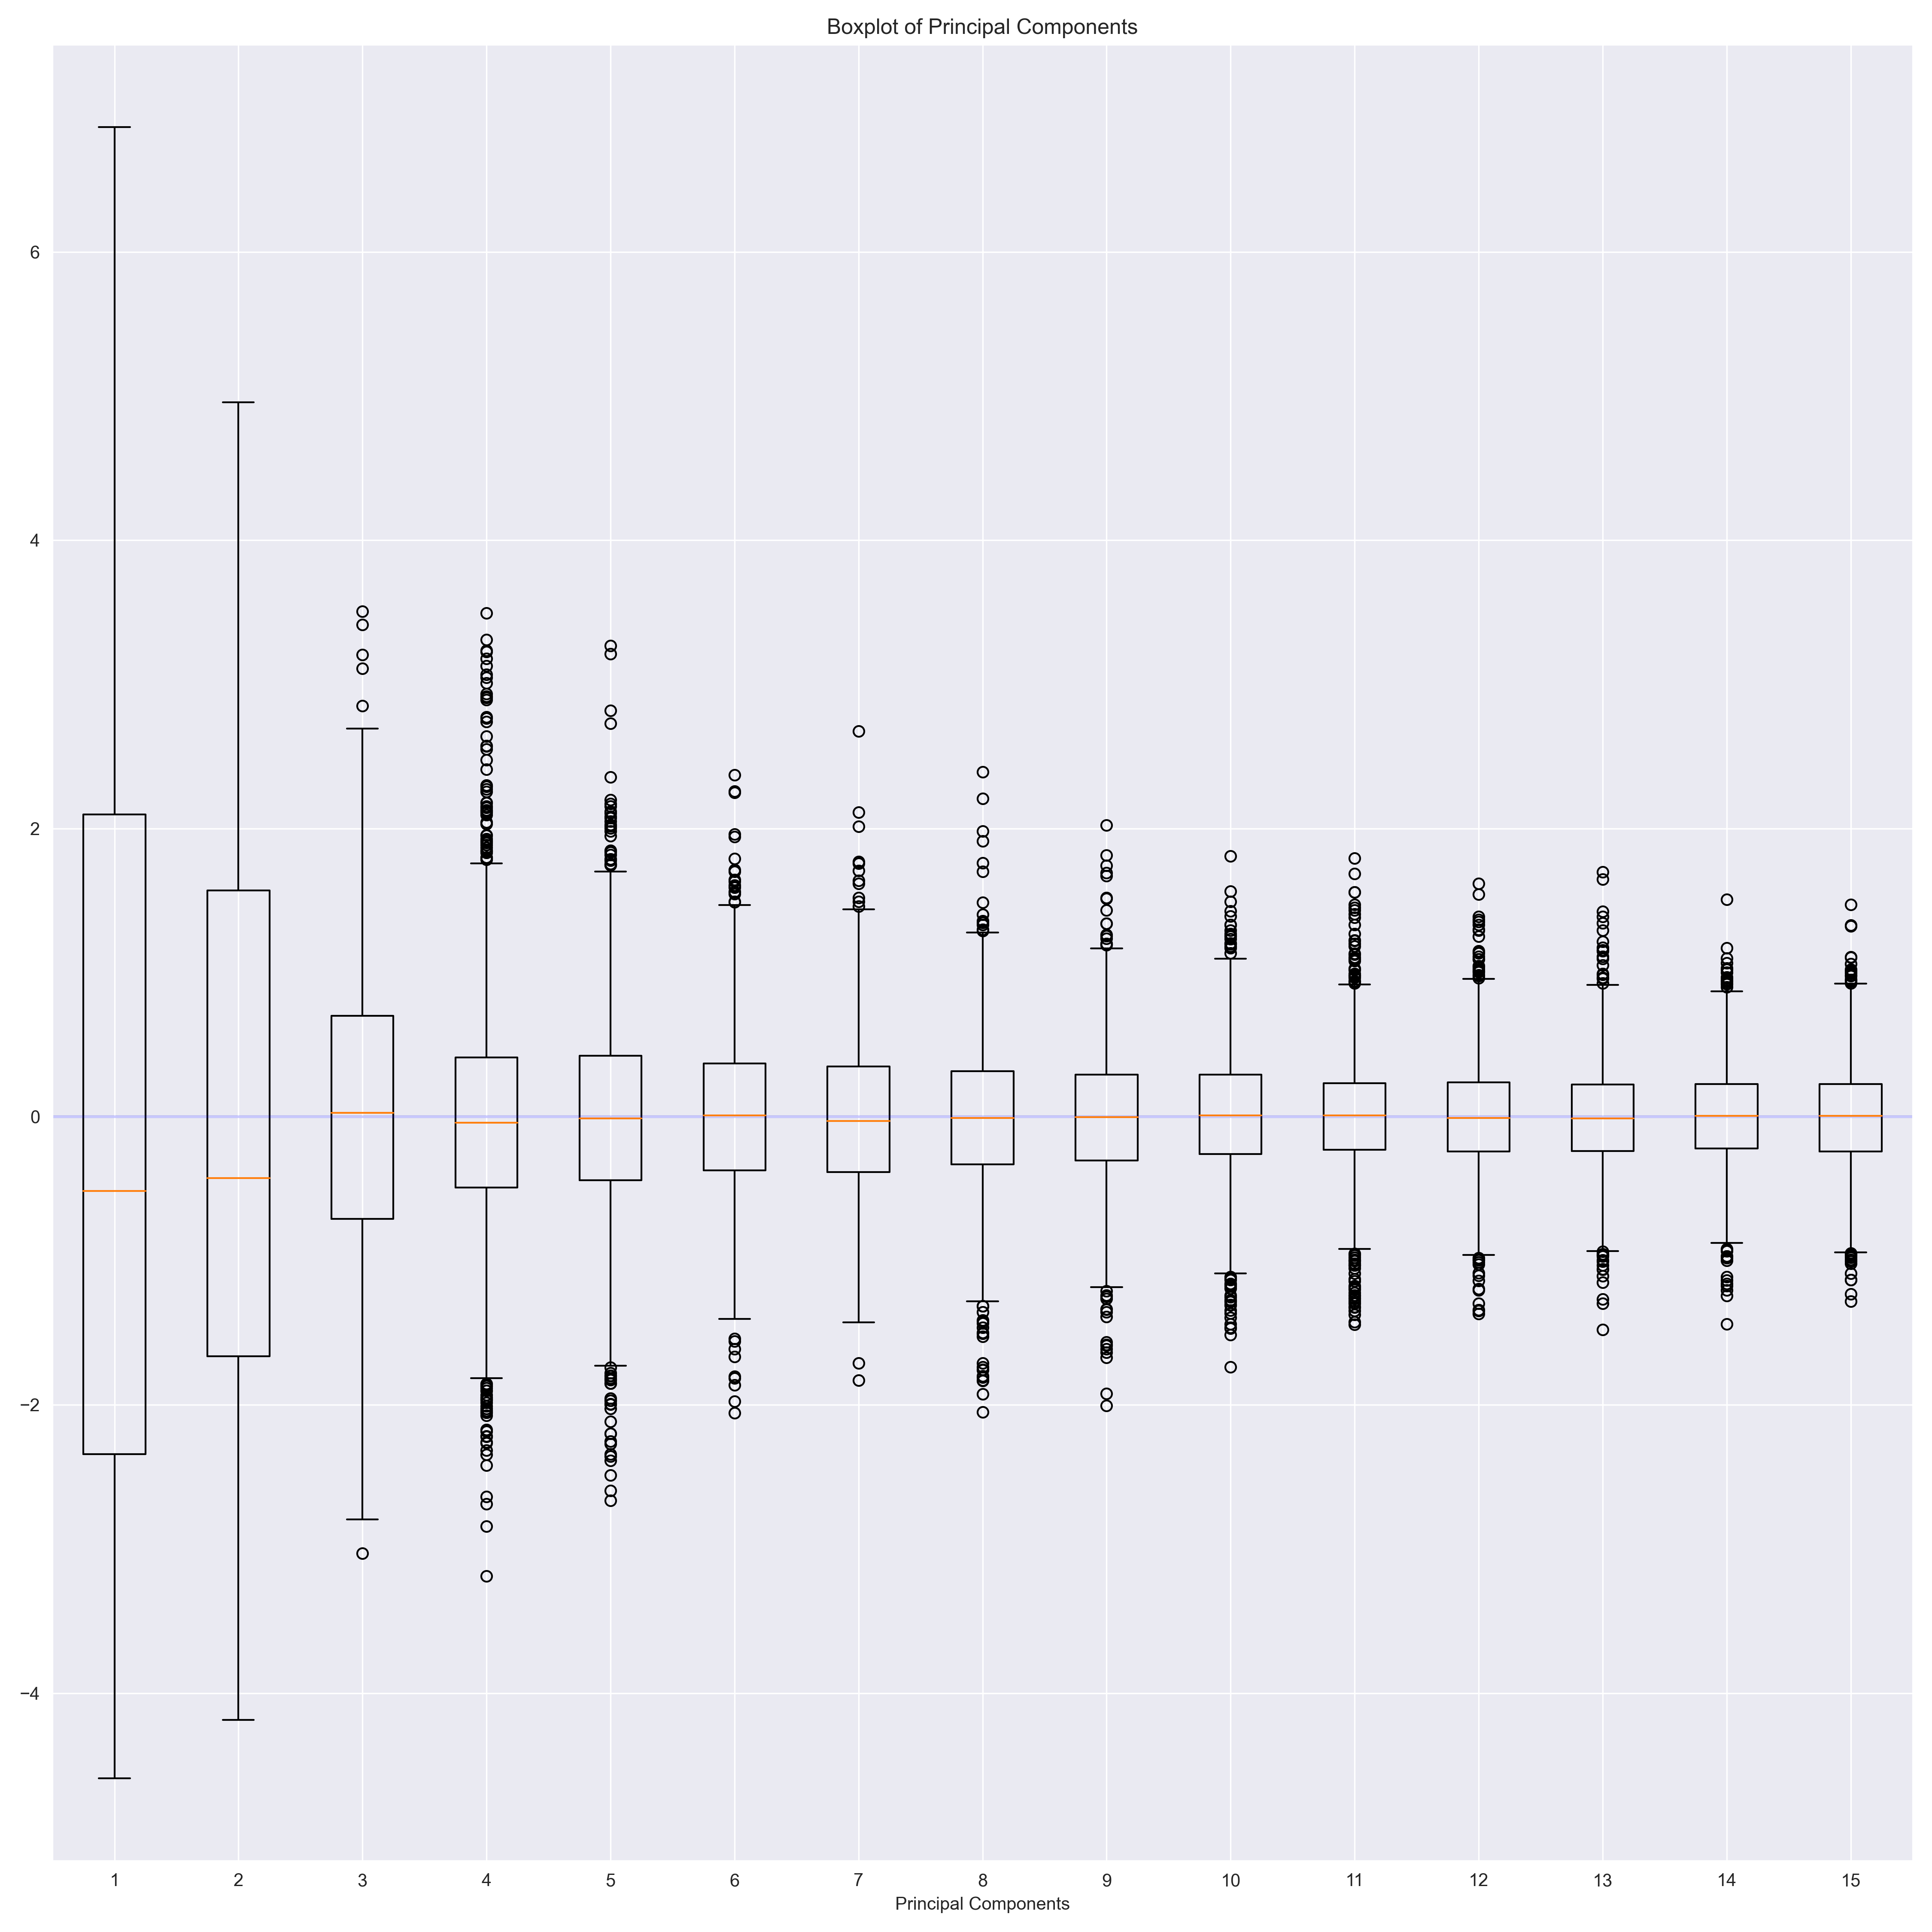 Boxplot of Principal Components
6
4
2
0
−2
−4
1 2 3 4 5 6 7 8 9 10 11 12 13 14 15
Principal Components